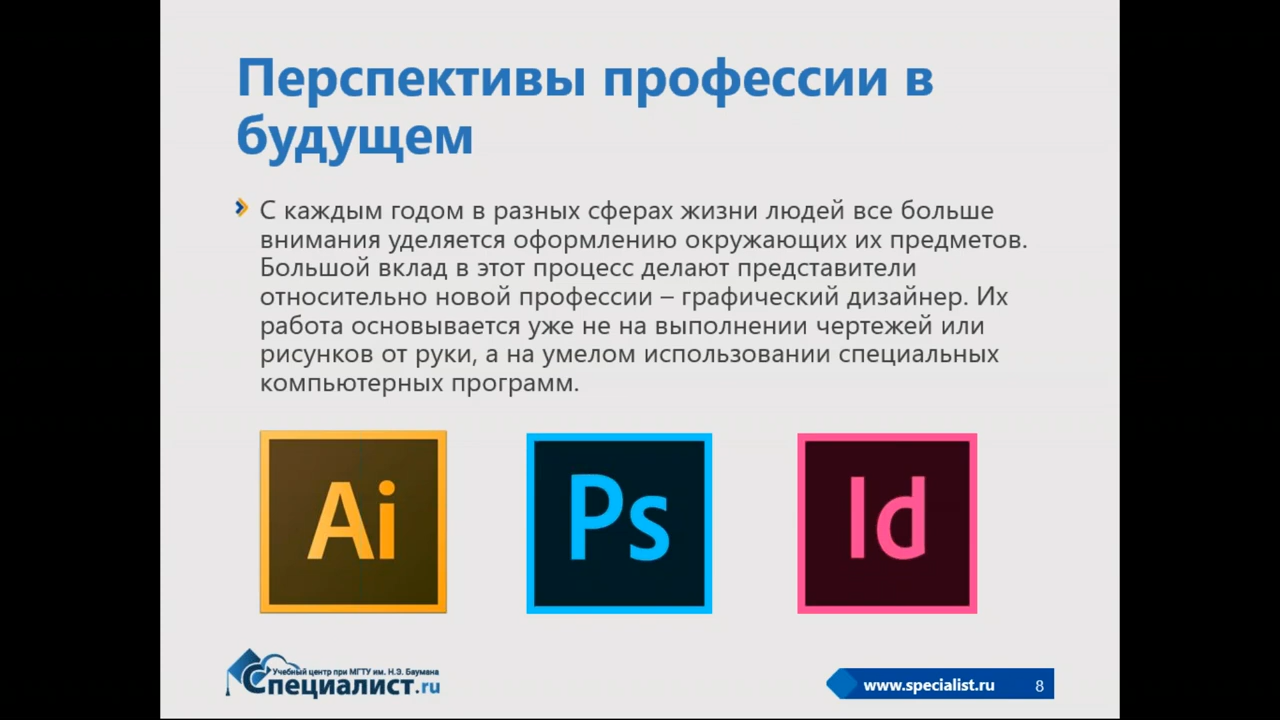 Перспективы профессии в
будущем
С каждым годом в разных сферах жизни людей все больше
внимания уделяется оформлению окружающих их предметов.
Большой вклад в этот процесс делают представители
относительно новой профессии – графический дизайнер. Их
работа основывается уже не на выполнении чертежей или
рисунков от руки, а на умелом использовании специальных
компьютерных программ.
Ai
Ps
Id
Учебный центр при МГТУ им. Н.Э. Баумана
Специалист.ru
www.specialist.ru
8